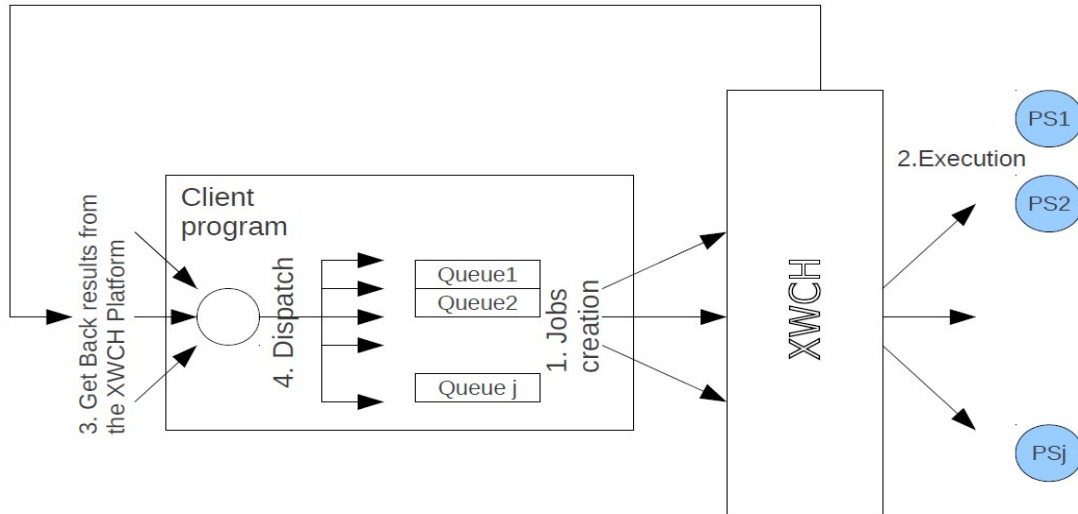 Client
program
3. Get Back results from
the XWCH Platform
4. Dispatch
Queue1
Queue2
Queue j
1. Jobs
creation
XWCH
2.Execution
PS1
PS2
PSj